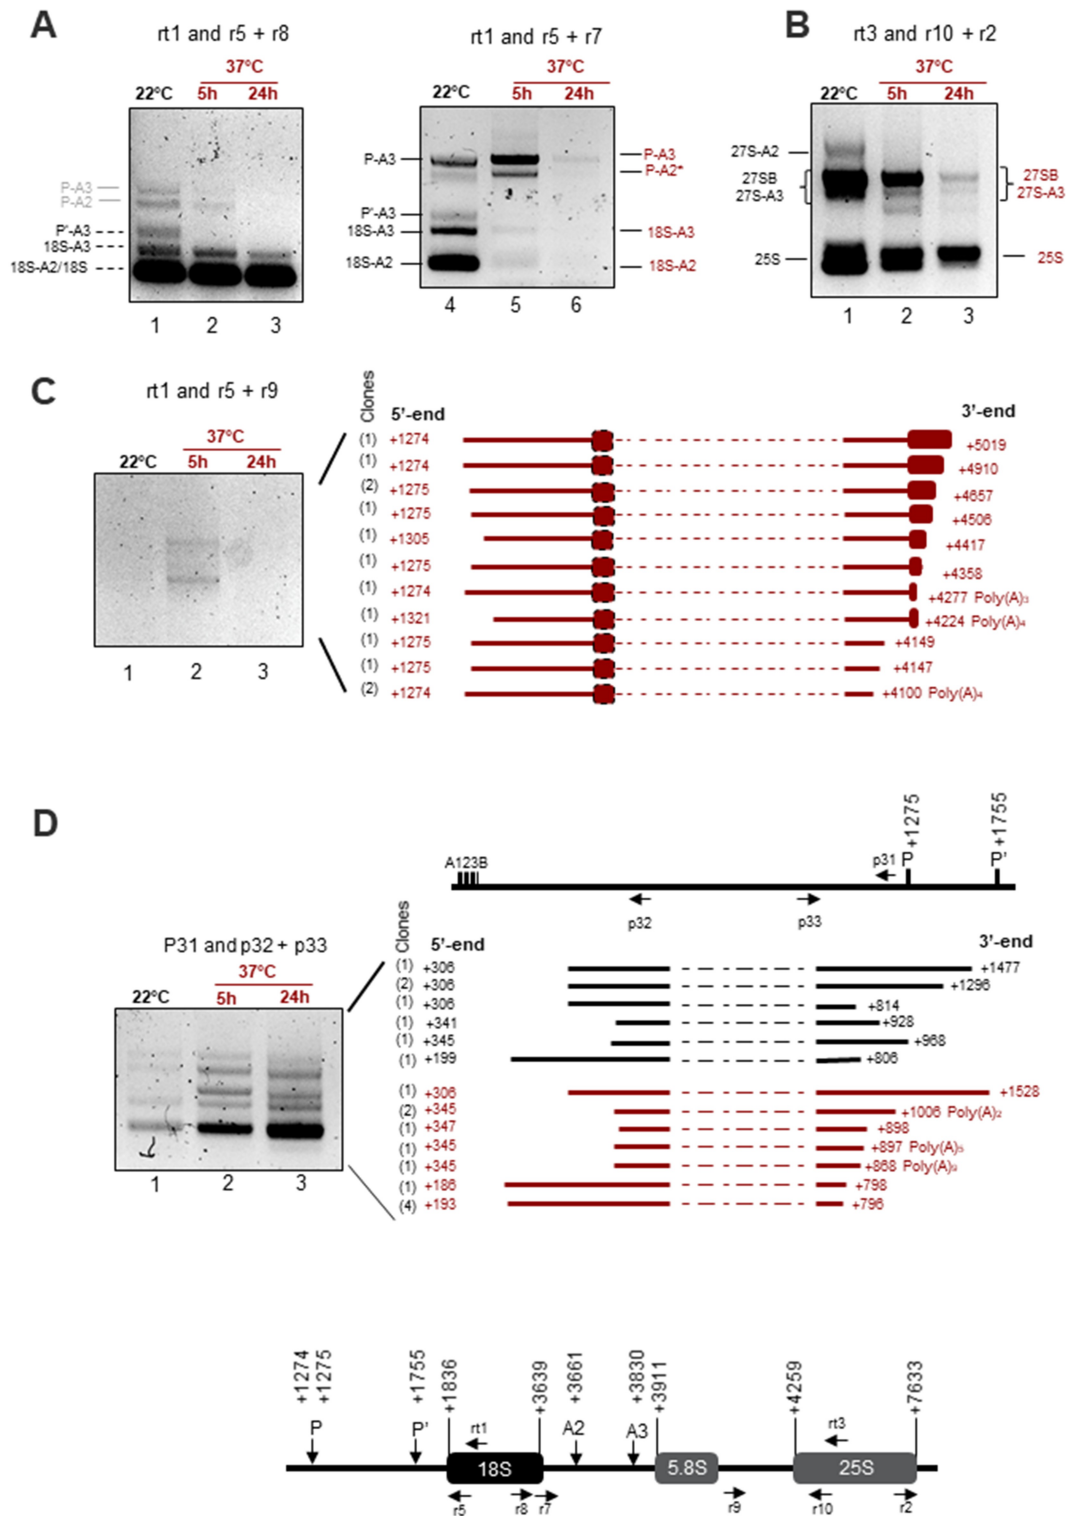 A
rt1 and r5 + r8
37°C
22°C 5h 24h
P-A3
P-A2
P'-A3
18S-A3
18S-A2/18S
1 2 3
rt1 and r5 + r7
37°C
22°C 5h 24h
P-A3
P'-A3
18S-A3
18S-A2
P-A3
P-A2*
18S-A3
18S-A2
4 5 6
B
rt3 and r10 + r2
37°C
22°C 5h 24h
27S-A2
27SB
27S-A3
25S
27SB
27S-A3
25S
1 2 3
C
rt1 and r5 + r9
37°C
22°C 5h 24h
1 2 3
Clones 5'-end 3'-end
(1) +1274 +5019
(1) +1274 +4910
(2) +1275 +4657
(1) +1275 +4506
(1) +1305 +4417
(1) +1275 +4358
(1) +1274 +4277 Poly(A)₃
(1) +1321 +4224 Poly(A)₄
(1) +1275 +4149
(1) +1275 +4147
(2) +1274 +4100 Poly(A)₄
D
+1275
+1755
A123B
p31
P
P'
p32
p33
P31 and p32 + p33
37°C
22°C 5h 24h
1 2 3
Clones 5'-end 3'-end
(1) +306 +1477
(2) +306 +1296
(1) +306 +814
(1) +341 +928
(1) +345 +968
(1) +199 +806
(1) +306 +1528
(2) +345 +1006 Poly(A)₂
(1) +347 +898
(1) +345 +897 Poly(A)₅
(1) +345 +868 Poly(A)₉
(1) +186 +798
(4) +193 +796
+1274
+1275
+1755
+1836
+3639
+3661
+3830
+3911
+4259
+7633
P P' rt1 A2 A3 rt3
18S 5.8S 25S
r5 r8 r7 r9 r10 r2